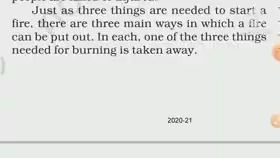 Just as three things are needed to start a
fire, there are three main ways in which a fire
can be put out. In each, one of the three things
needed for burning is taken away.
2020-21